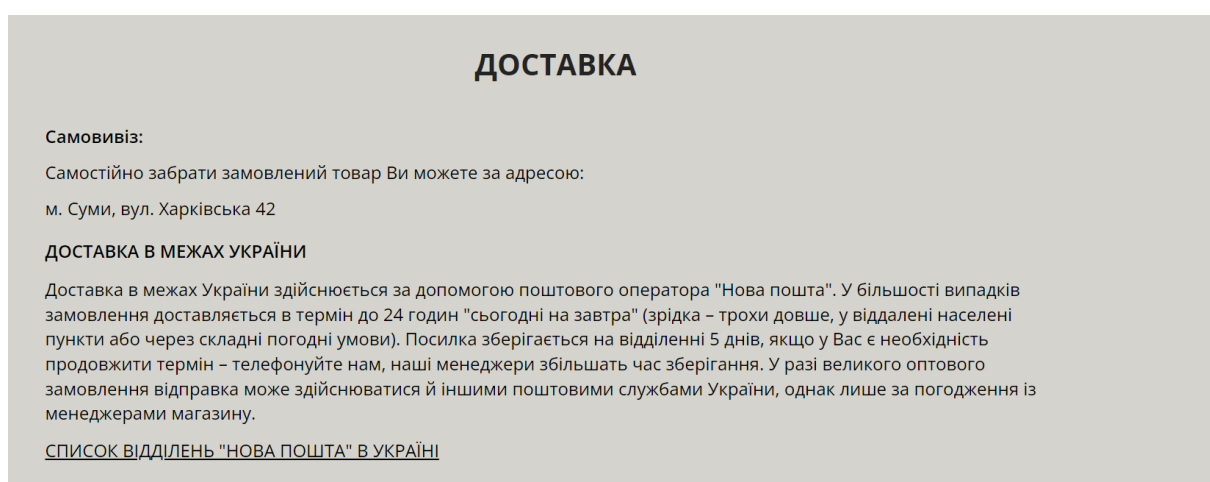 ДОСТАВКА
Самовивіз:
Самостійно забрати замовлений товар Ви можете за адресою:
м. Суми, вул. Харківська 42
ДОСТАВКА В МЕЖАХ УКРАЇНИ
Доставка в межах України здійснюється за допомогою поштового оператора "Нова пошта". У більшості випадків
замовлення доставляється в термін до 24 годин "сьогодні на завтра" (зрідка – трохи довше, у віддалені населені
пункти або через складні погодні умови). Посилка зберігається на відділенні 5 днів, якщо у Вас є необхідність
продовжити термін – телефонуйте нам, наші менеджери збільшать час зберігання. У разі великого оптового
замовлення відправка може здійснюватися й іншими поштовими службами України, однак лише за погодження із
менеджерами магазину.
СПИСОК ВІДДІЛЕНЬ "НОВА ПОШТА" В УКРАЇНІ